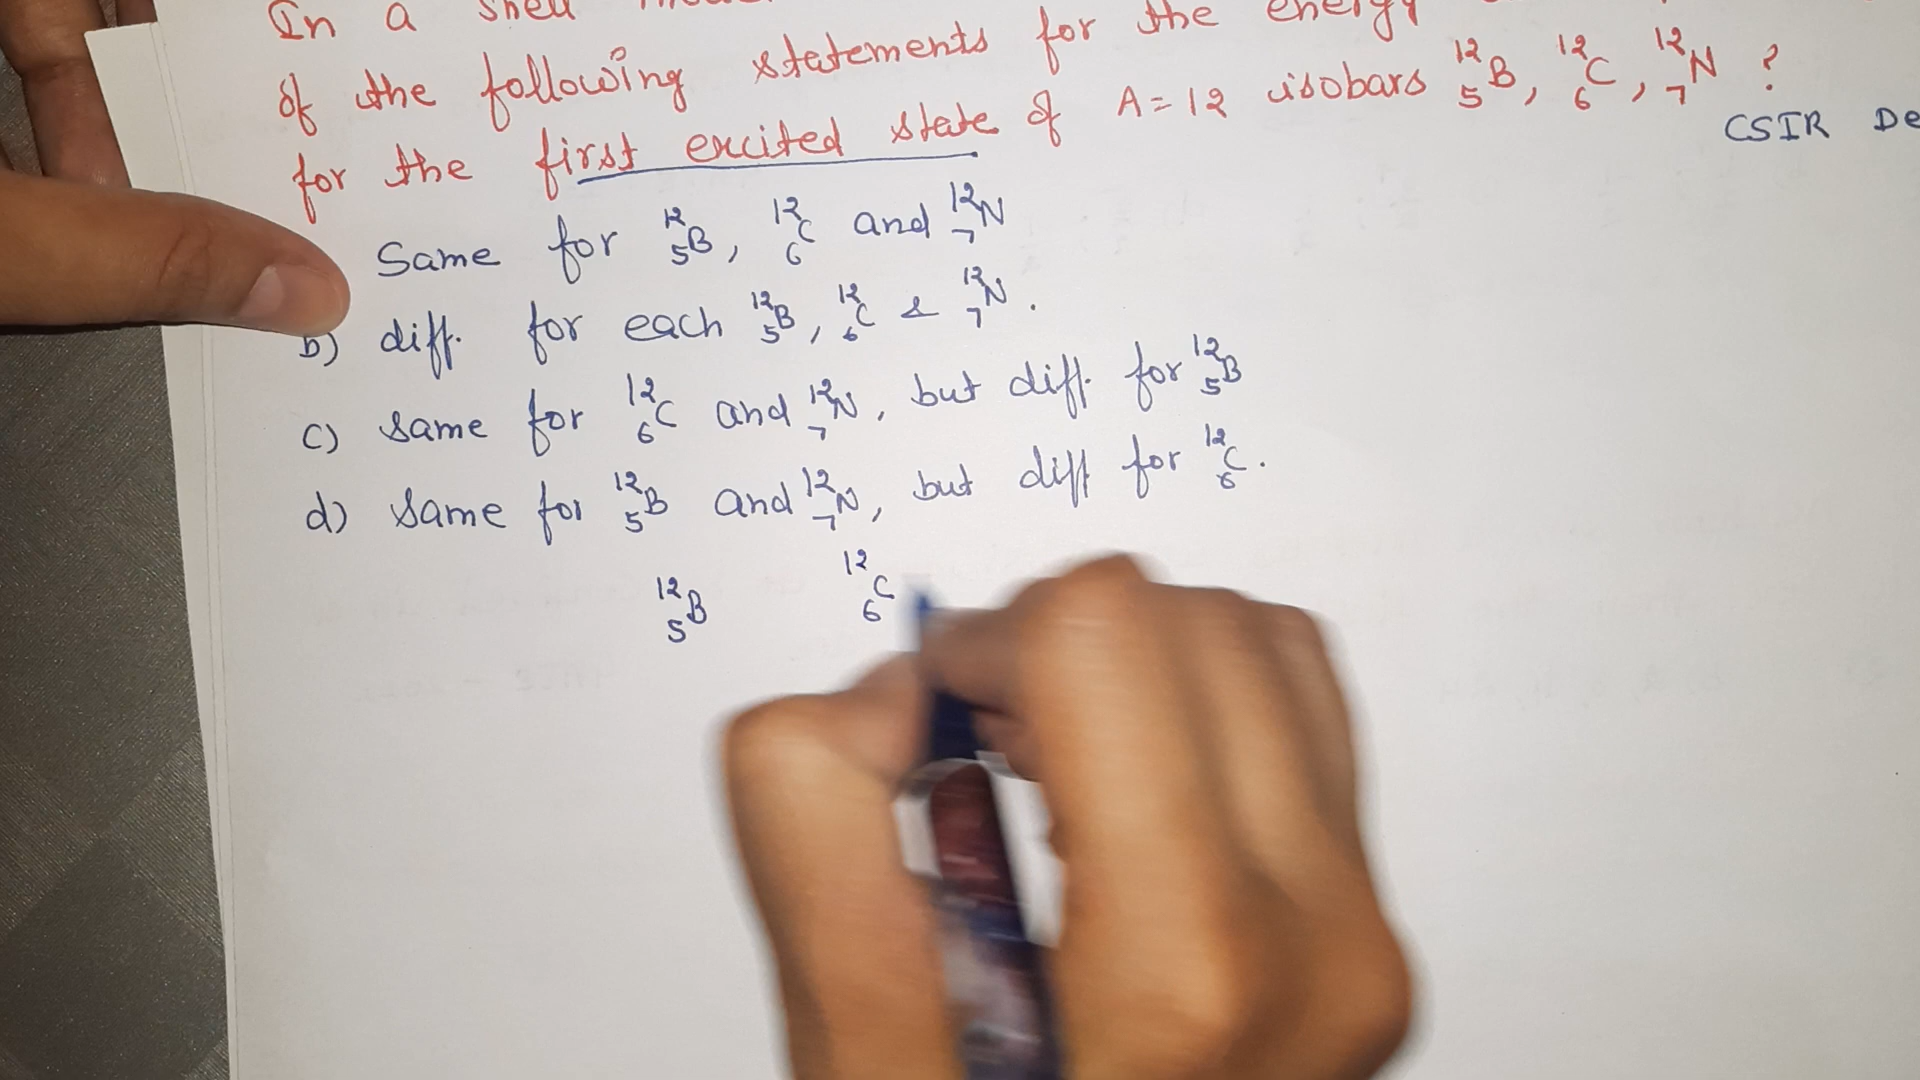 In a shell
of the following statements for the energy
for the first excited state of A=12 isobars ¹²₅B, ¹²₆C, ¹²₇N ?
CSIR De
Same for ¹²₅B, ¹²₆C and ¹²₇N
b) diff. for each ¹²₅B, ¹²₆C & ¹²₇N.
c) same for ¹²₆C and ¹²₇N, but diff. for ¹²₅B
d) same for ¹²₅B and ¹²₇N, but diff for ¹²₆C.
¹²₅B ¹²₆C